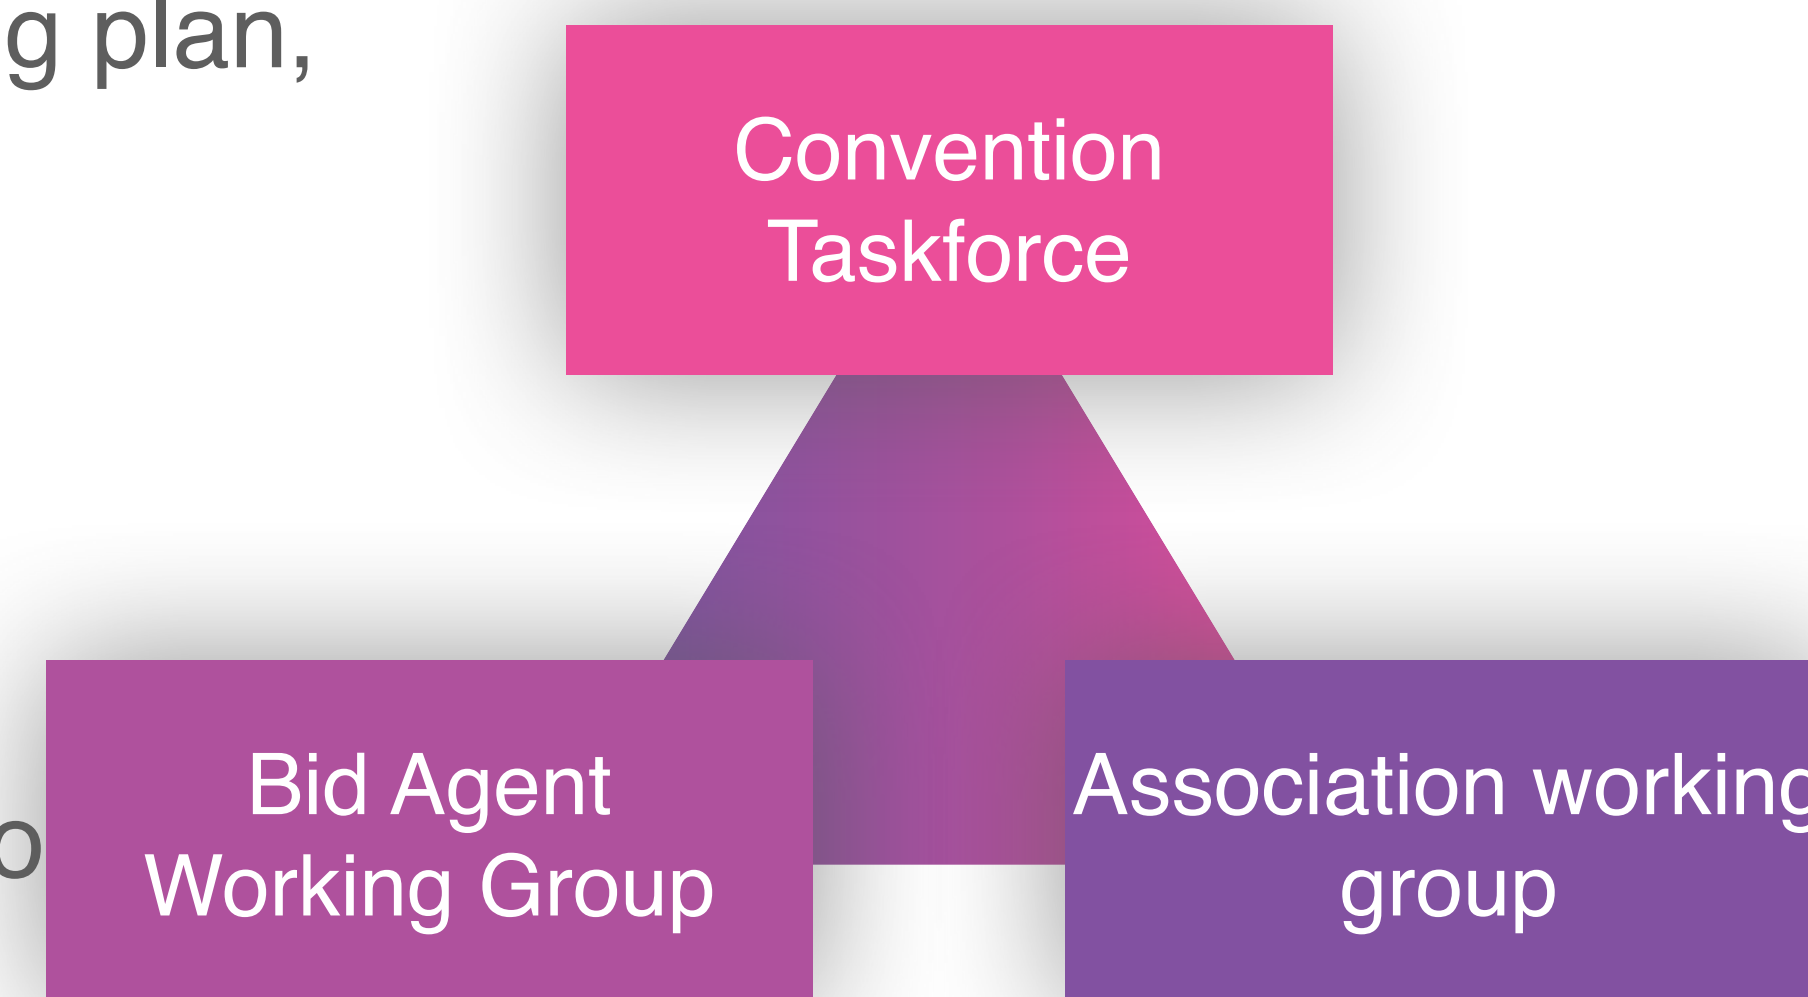 g plan,
Convention
Taskforce
Bid Agent
Working Group
Association working
group
o